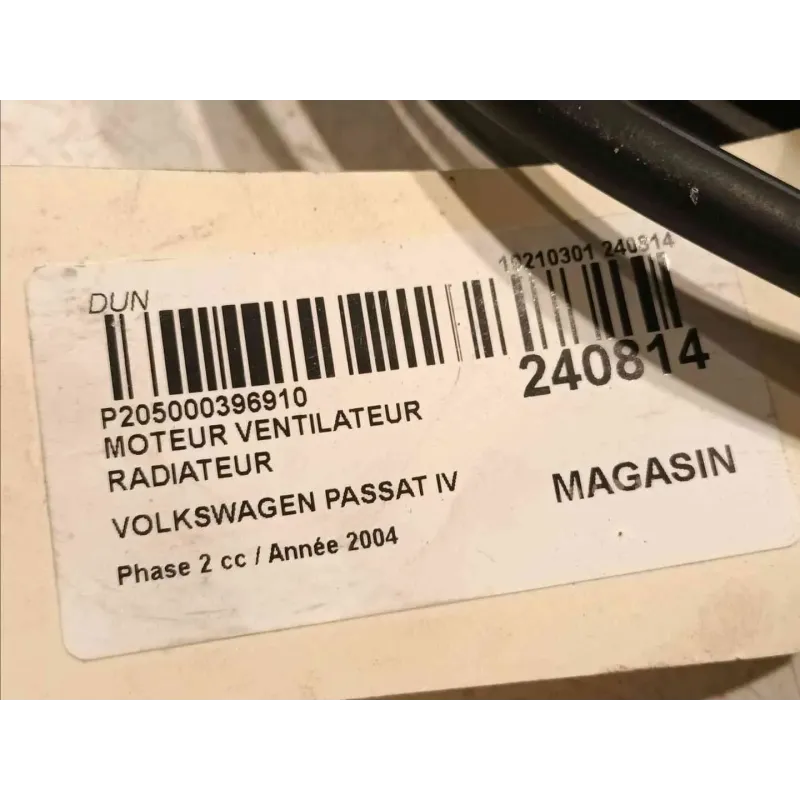 DUN
10210301 240814
P205000396910
240814
MOTEUR VENTILATEUR
RADIATEUR
VOLKSWAGEN PASSAT IV
MAGASIN
Phase 2 cc / Année 2004